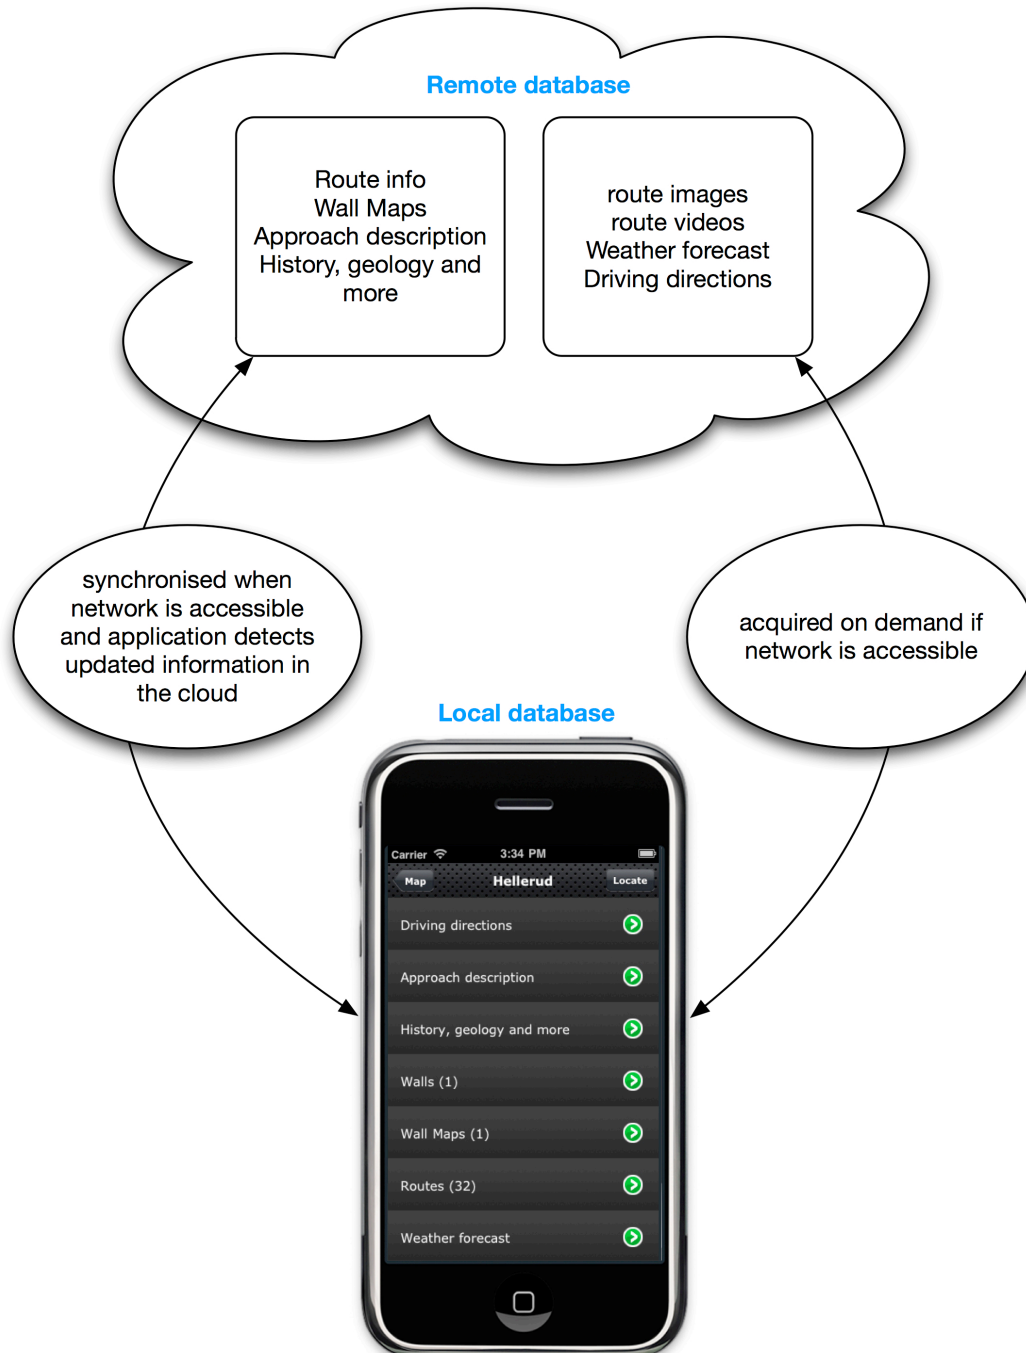 Remote database
Route info
Wall Maps
Approach description
History, geology and
more
route images
route videos
Weather forecast
Driving directions
synchronised when
network is accessible
and application detects
updated information in
the cloud
acquired on demand if
network is accessible
Local database
Carrier 3:34 PM
Map Hellerud Locate
Driving directions
Approach description
History, geology and more
Walls (1)
Wall Maps (1)
Routes (32)
Weather forecast